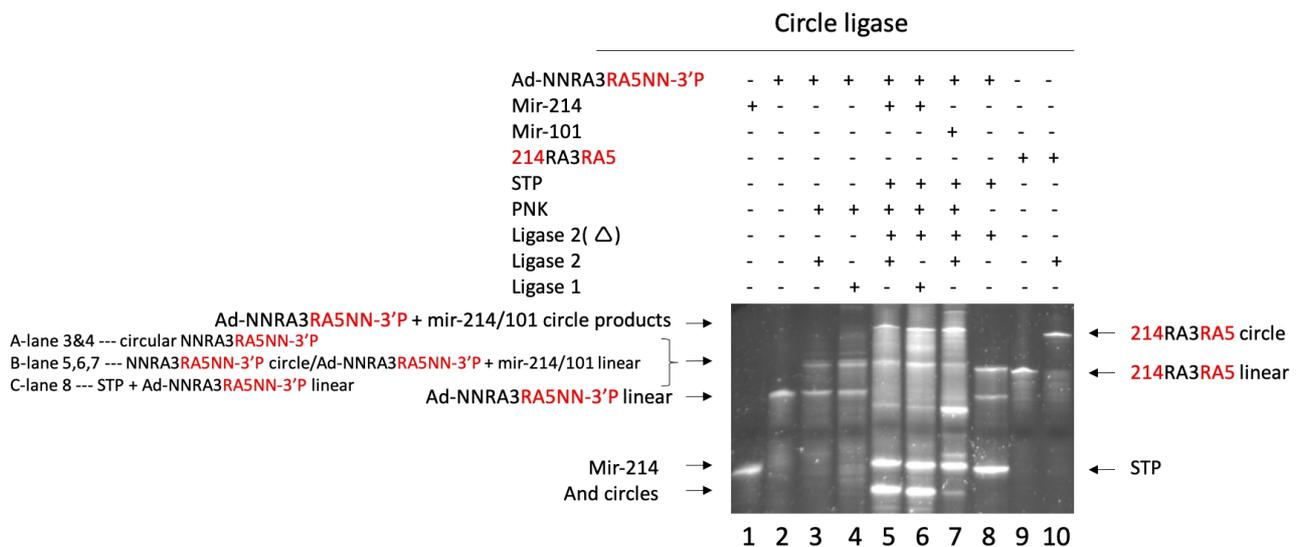 Circle ligase
Ad-NNRA3RA5NN-3’P - + + + + + + + - -
Mir-214 + - - - + + - - - -
Mir-101 - - - - - - + - - -
214RA3RA5 - - - - - - - - + +
STP - - - - + + + + - -
PNK - - + + + + + - - -
Ligase 2( △) - - - - + + + + - -
Ligase 2 - - + - + - + - - +
Ligase 1 - - - + - + - - - -
Ad-NNRA3RA5NN-3’P + mir-214/101 circle products
A-lane 3&4 --- circular NNRA3RA5NN-3’P
B-lane 5,6,7 --- NNRA3RA5NN-3’P circle/Ad-NNRA3RA5NN-3’P + mir-214/101 linear
C-lane 8 --- STP + Ad-NNRA3RA5NN-3’P linear
Ad-NNRA3RA5NN-3’P linear
Mir-214
And circles
214RA3RA5 circle
214RA3RA5 linear
STP
1 2 3 4 5 6 7 8 9 10